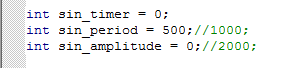 int sin_timer = 0;
int sin_period = 500;//1000;
int sin_amplitude = 0;//2000;